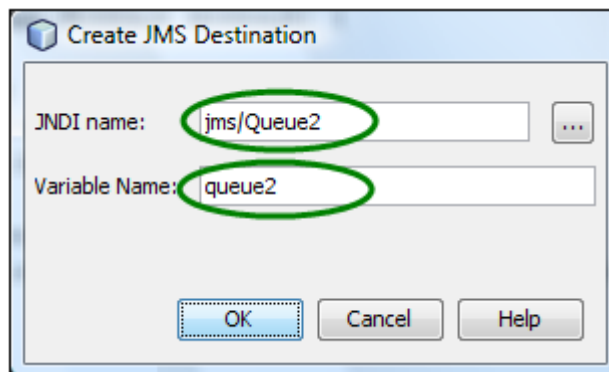 Create JMS Destination
JNDI name: jms/Queue2 ...
Variable Name: queue2
OK Cancel Help